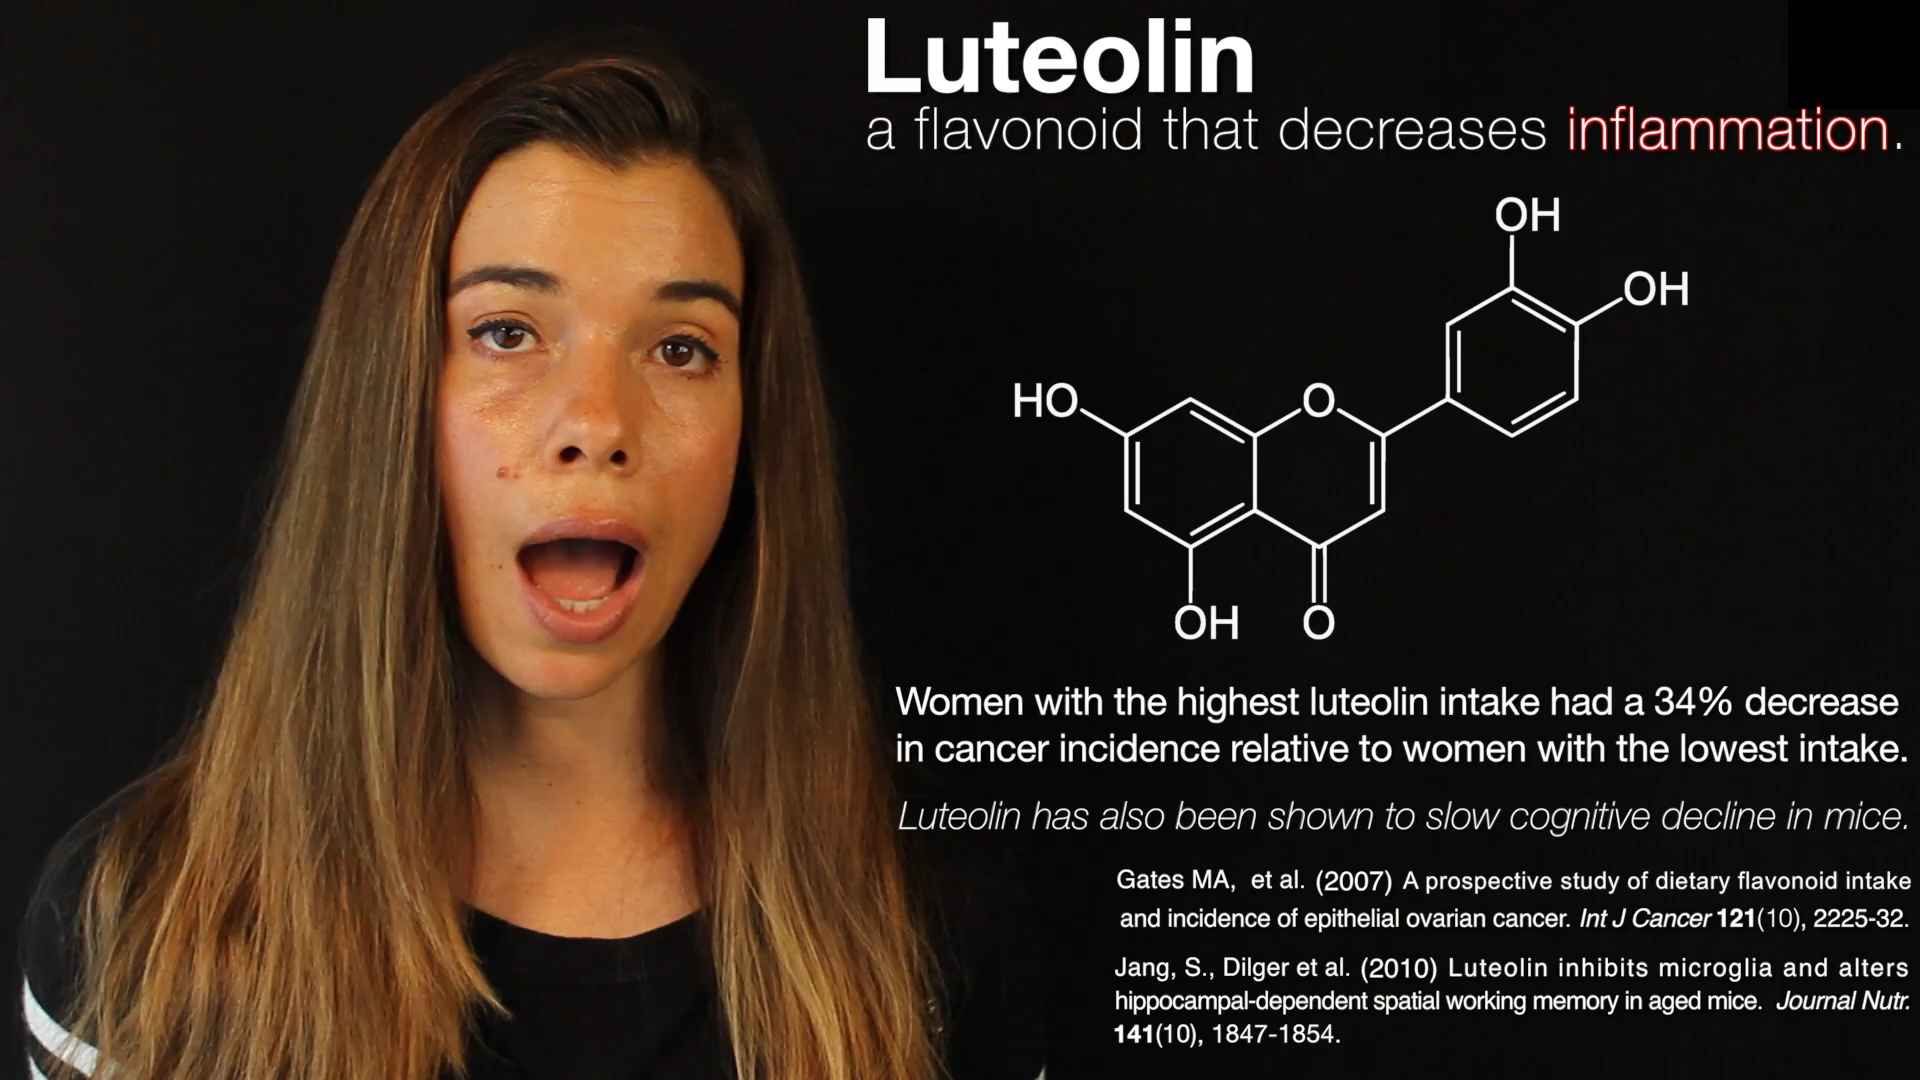 Luteolin
a flavonoid that decreases inflammation.
OH
OH
HO
O
OH
O
Women with the highest luteolin intake had a 34% decrease
in cancer incidence relative to women with the lowest intake.
Luteolin has also been shown to slow cognitive decline in mice.
Gates MA, et al. (2007) A prospective study of dietary flavonoid intake
and incidence of epithelial ovarian cancer. Int J Cancer 121(10), 2225-32.
Jang, S., Dilger et al. (2010) Luteolin inhibits microglia and alters
hippocampal-dependent spatial working memory in aged mice. Journal Nutr.
141(10), 1847-1854.